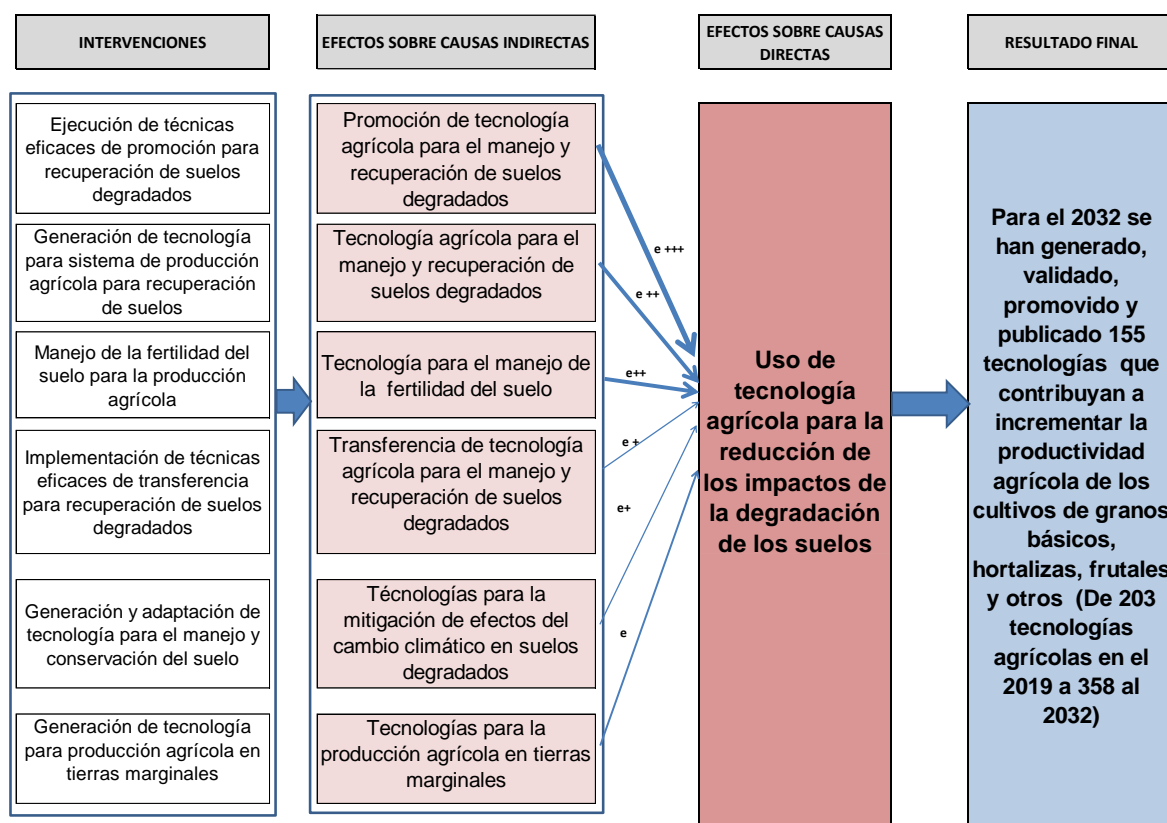 INTERVENCIONES
EFECTOS SOBRE CAUSAS INDIRECTAS
EFECTOS SOBRE CAUSAS
DIRECTAS
RESULTADO FINAL
Ejecución de técnicas
eficaces de promoción para
recuperación de suelos
degradados
Generación de tecnología
para sistema de producción
agrícola para recuperación
de suelos
Manejo de la fertilidad del
suelo para la producción
agrícola
Implementación de técnicas
eficaces de transferencia
para recuperación de suelos
degradados
Generación y adaptación de
tecnología para el manejo y
conservación del suelo
Generación de tecnología
para producción agrícola en
tierras marginales
Promoción de tecnología
agrícola para el manejo y
recuperación de suelos
degradados
Tecnología agrícola para el
manejo y recuperación de
suelos degradados
Tecnología para el manejo de
la fertilidad del suelo
Transferencia de tecnología
agrícola para el manejo y
recuperación de suelos
degradados
Técnologías para la
mitigación de efectos del
cambio climático en suelos
degradados
Tecnologías para la
producción agrícola en tierras
marginales
e +++
e ++
e++
e +
e+
e
Uso de
tecnología
agrícola para la
reducción de
los impactos de
la degradación
de los suelos
Para el 2032 se
han generado,
validado,
promovido y
publicado 155
tecnologías que
contribuyan a
incrementar la
productividad
agrícola de los
cultivos de granos
básicos,
hortalizas, frutales
y otros (De 203
tecnologías
agrícolas en el
2019 a 358 al
2032)